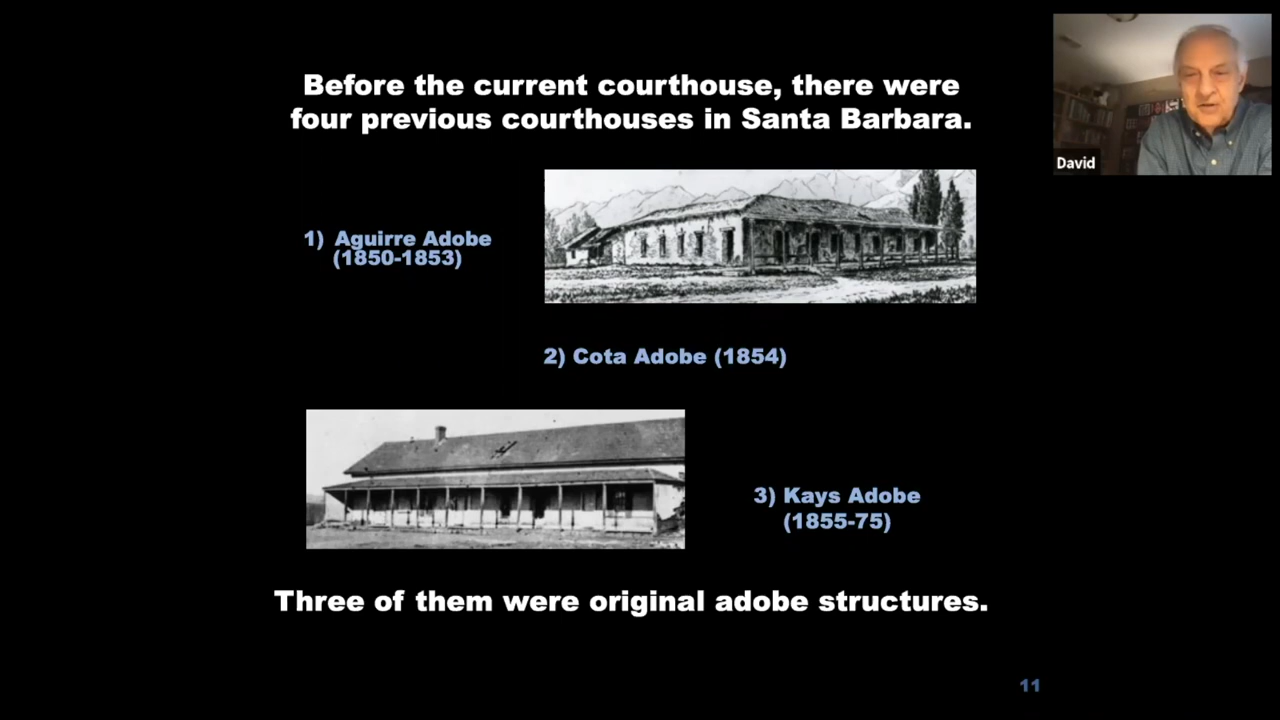 Before the current courthouse, there were
four previous courthouses in Santa Barbara.
David
1) Aguirre Adobe
(1850-1853)
2) Cota Adobe (1854)
3) Kays Adobe
(1855-75)
Three of them were original adobe structures.
11